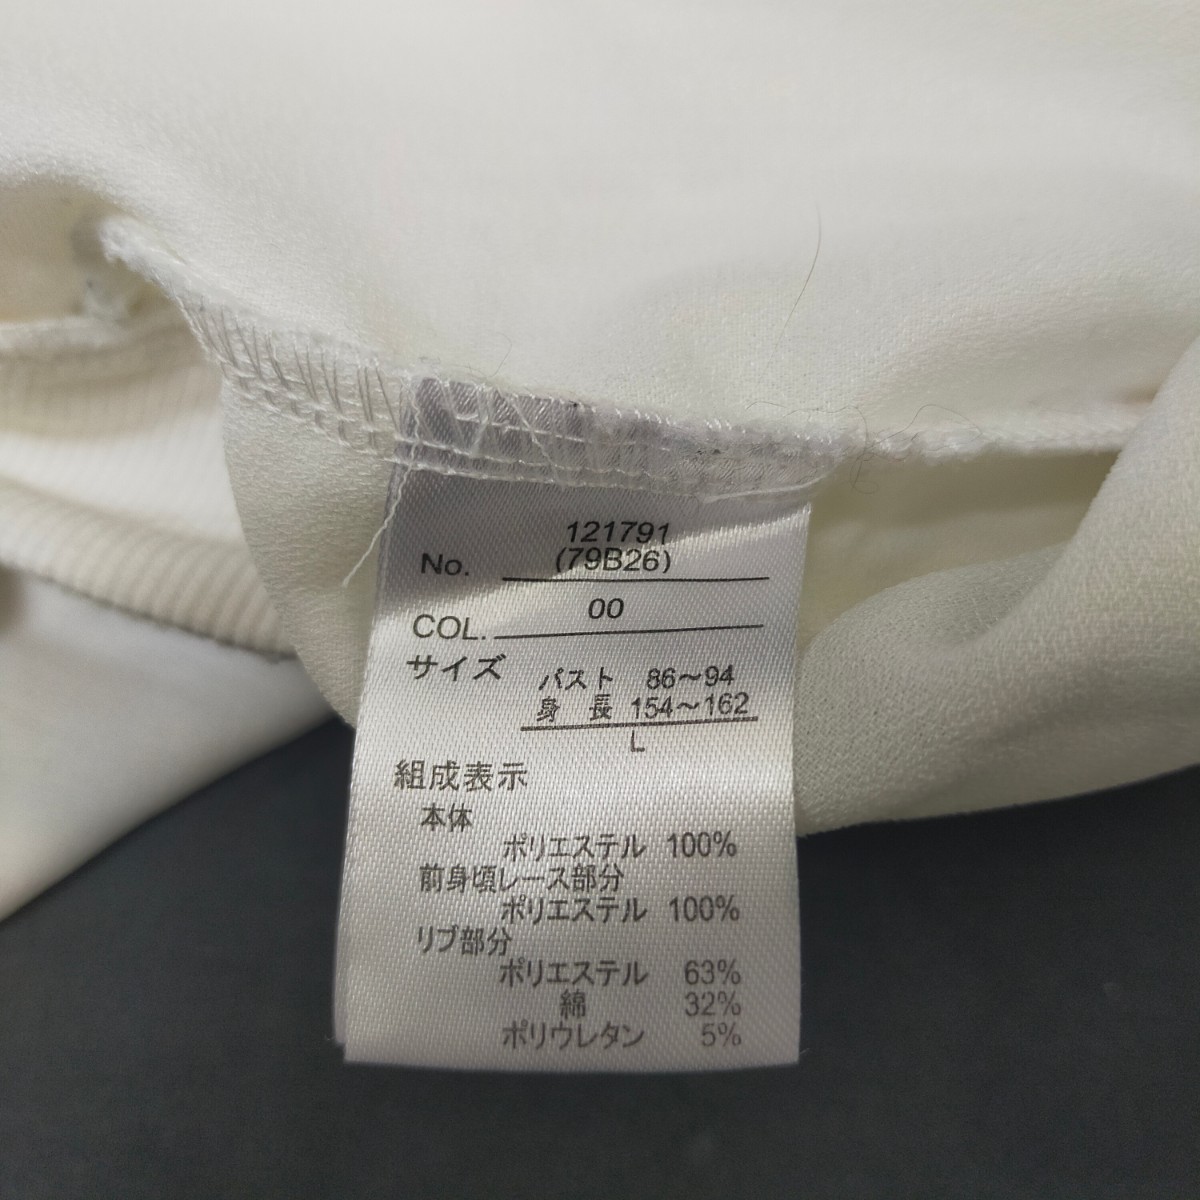 121791
No. (79B26)
COL. 00
サイズ バスト 86～94
身 長 154～162
L
組成表示
本体
ポリエステル 100%
前身頃レース部分
ポリエステル 100%
リブ部分
ポリエステル 63%
綿 32%
ポリウレタン 5%